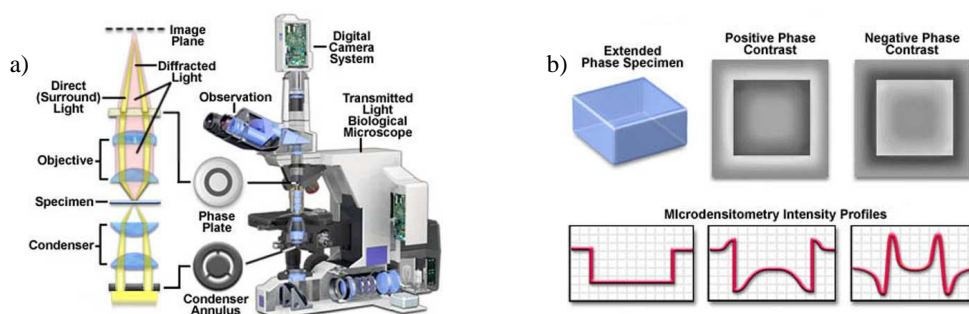 a)
Image
Plane
Diffracted
Light
Direct
(Surround)
Light
Objective
Specimen
Condenser
Phase
Plate
Condenser
Annulus
Observation
Digital
Camera
System
Transmitted
Light
Biological
Microscope
b)
Extended
Phase Specimen
Positive Phase
Contrast
Negative Phase
Contrast
MIcrodensitometry Intensity Profiles